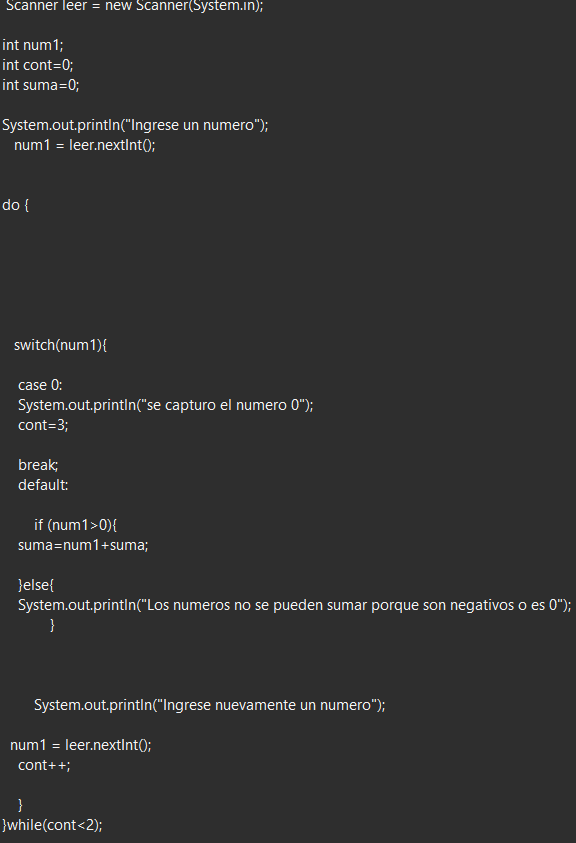 Scanner leer = new Scanner(System.in);
int num1;
int cont=0;
int suma=0;
System.out.println("Ingrese un numero");
num1 = leer.nextInt();
do {
switch(num1){
case 0:
System.out.println("se capturo el numero 0");
cont=3;
break;
default:
if (num1>0){
suma=num1+suma;
}else{
System.out.println("Los numeros no se pueden sumar porque son negativos o es 0");
}
System.out.println("Ingrese nuevamente un numero");
num1 = leer.nextInt();
cont++;
}
}while(cont<2);